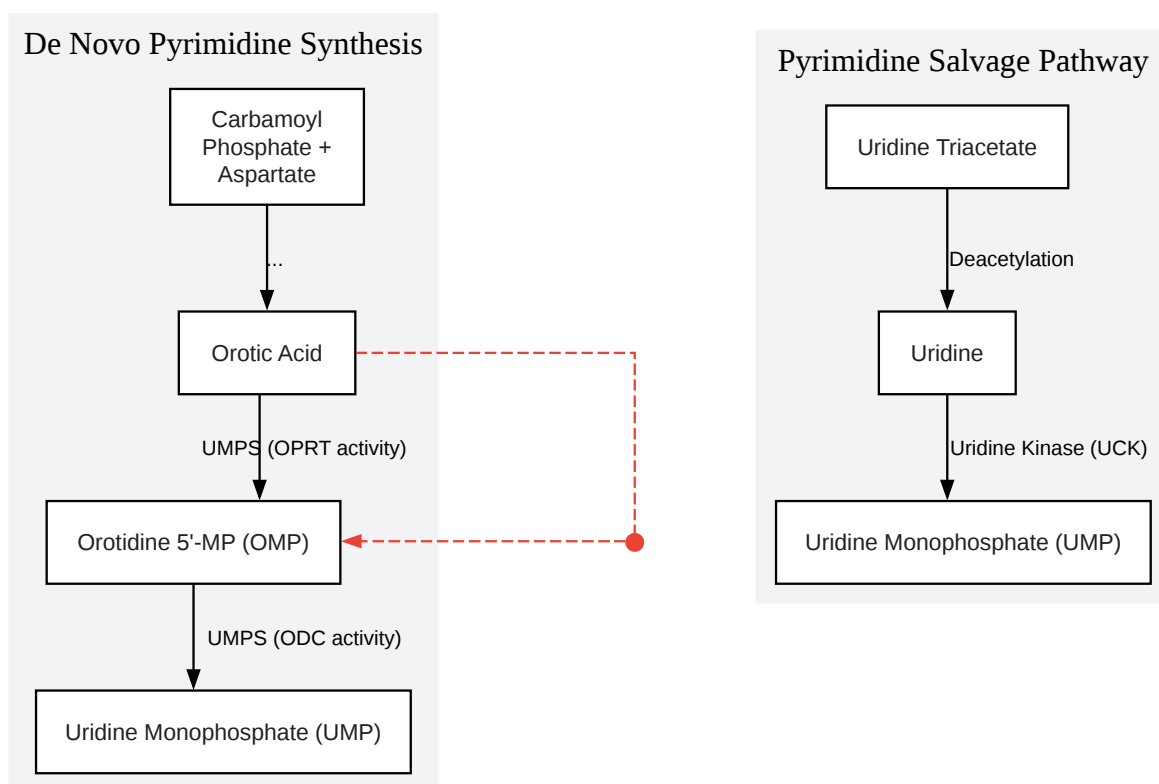 De Novo Pyrimidine Synthesis
Carbamoyl
Phosphate +
Aspartate
...
Orotic Acid
UMPS (OPRT activity)
Orotidine 5'-MP (OMP)
UMPS (ODC activity)
Uridine Monophosphate (UMP)
Pyrimidine Salvage Pathway
Uridine Triacetate
Deacetylation
Uridine
Uridine Kinase (UCK)
Uridine Monophosphate (UMP)